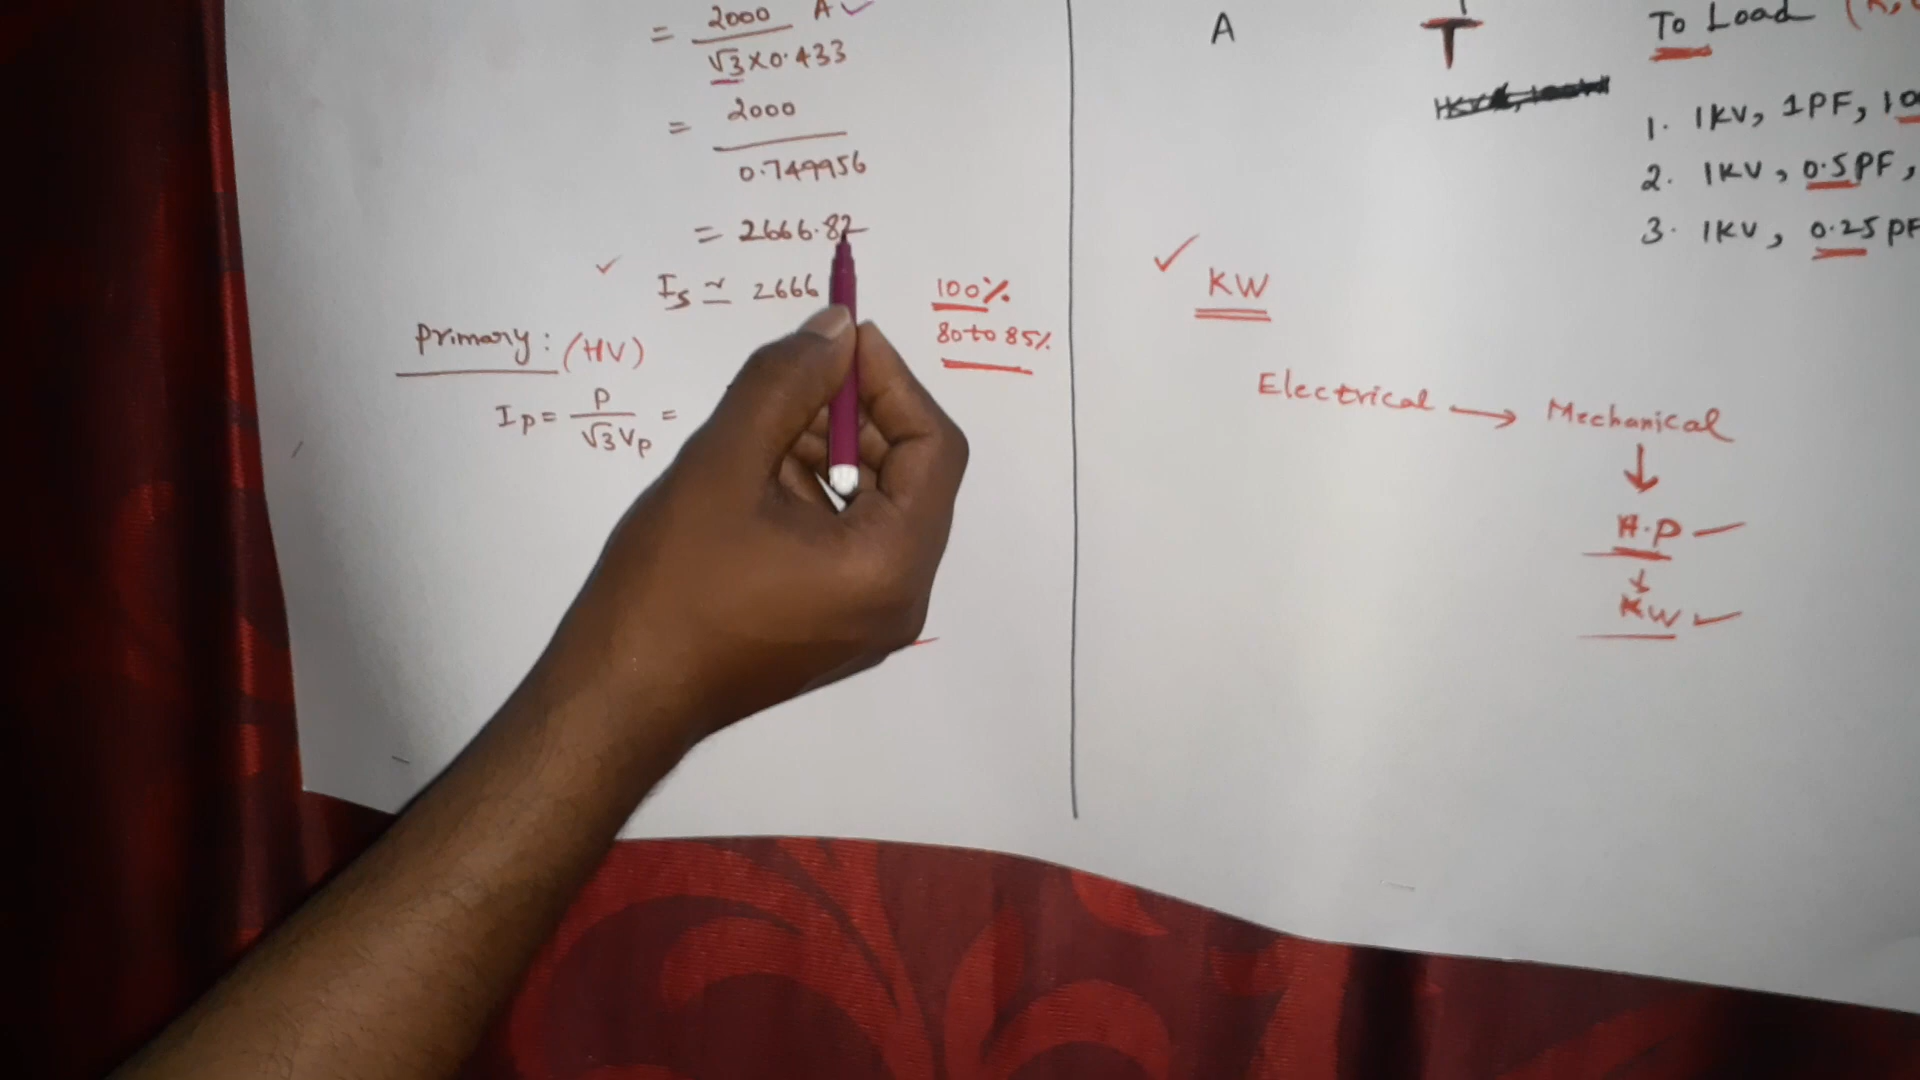 = 2000 A ✓
√3×0.433
= 2000
0.749956
= 2666.82
✓ Is ≃ 2666
100%
80 to 85%
Primary: (HV)
Ip = P =
√3Vp
A
T
To Load
1. 1KV, 1PF, 10
2. 1KV, 0.5PF,
3. 1KV, 0.25PF
✓ KW
Electrical → Mechanical
↓
H.P
↓
KW ✓